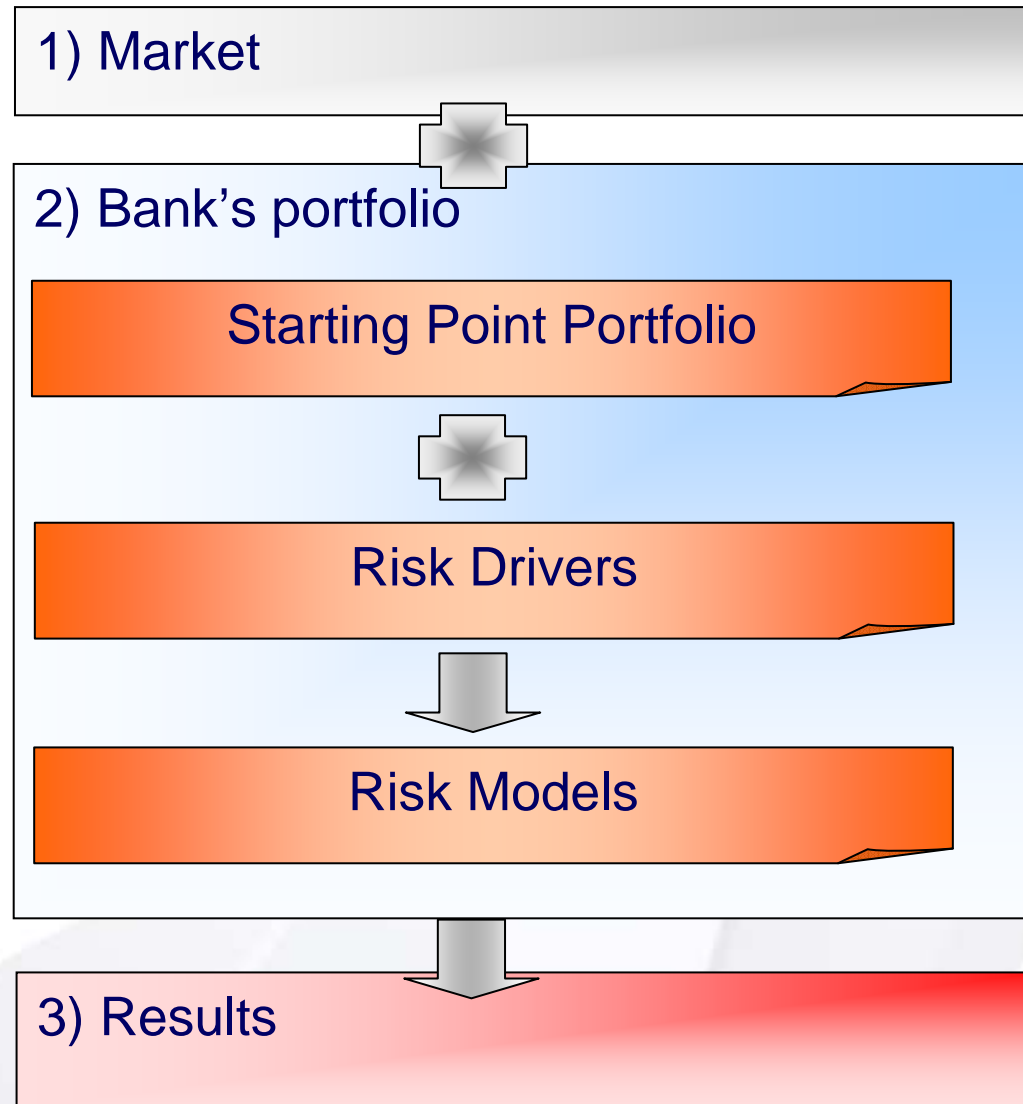 1) Market
2) Bank’s portfolio
Starting Point Portfolio
Risk Drivers
Risk Models
3) Results